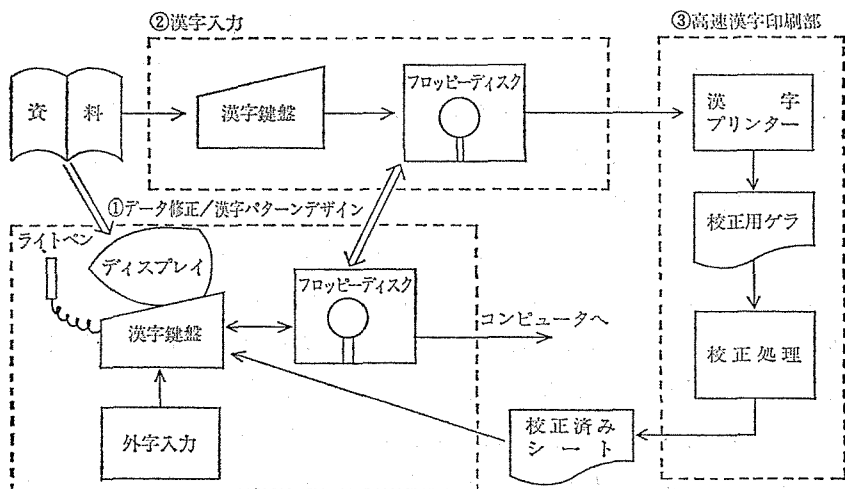 ②漢字入力
③高速漢字印刷部
資料
漢字鍵盤
フロッピーディスク
漢字
プリンター
校正用ゲラ
校正処理
①データ修正/漢字パターンデザイン
ライトペン
ディスプレイ
漢字鍵盤
フロッピーディスク
コンピュータへ
外字入力
校正済み
シート